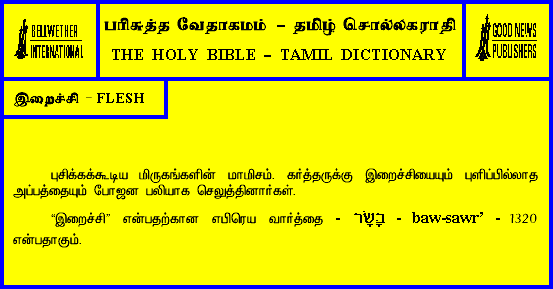 BELLWETHER
INTERNATIONAL
பரிசுத்த வேதாகமம் – தமிழ் சொல்லகராதி
THE HOLY BIBLE – TAMIL DICTIONARY
GOOD NEWS
PUBLISHERS
இறைச்சி - FLESH
புசிக்கக்கூடிய மிருகங்களின் மாமிசம். கர்த்தருக்கு இறைச்சியையும் புளிப்பில்லாத
அப்பத்தையும் போஜன பலியாக செலுத்தினார்கள்.
“இறைச்சி” என்பதற்கான எபிரெய வார்த்தை - בָּשָׂר - baw-sawr’ - 1320
என்பதாகும்.